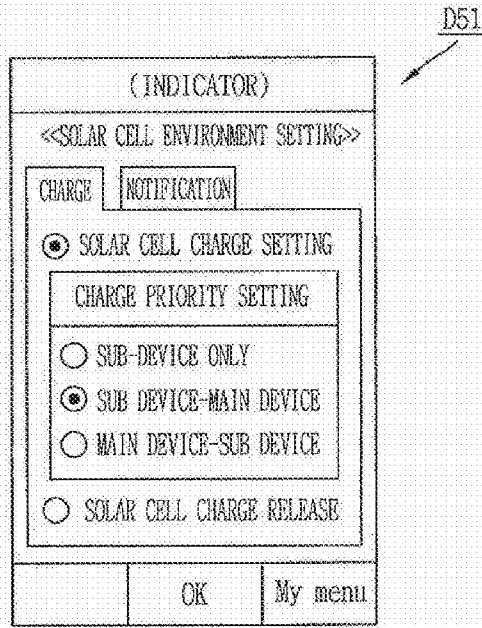 D51
(INDICATOR)
<<SOLAR CELL ENVIRONMENT SETTING>>
CHARGE NOTIFICATION
SOLAR CELL CHARGE SETTING
CHARGE PRIORITY SETTING
SUB-DEVICE ONLY
SUB DEVICE-MAIN DEVICE
MAIN DEVICE-SUB DEVICE
SOLAR CELL CHARGE RELEASE
OK My menu